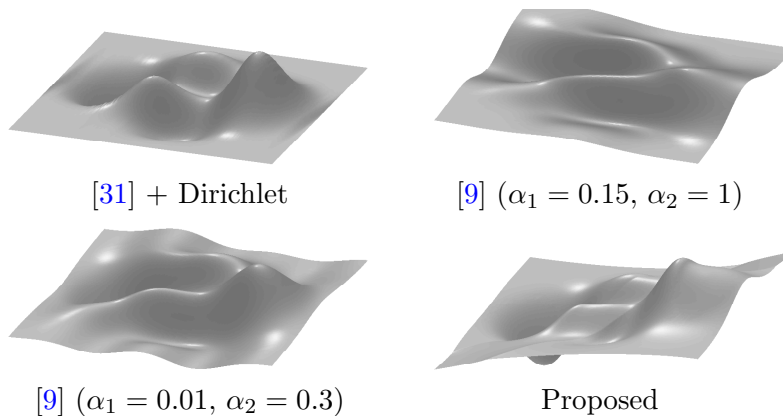 [31] + Dirichlet
[9] (α₁ = 0.15, α₂ = 1)
[9] (α₁ = 0.01, α₂ = 0.3)
Proposed